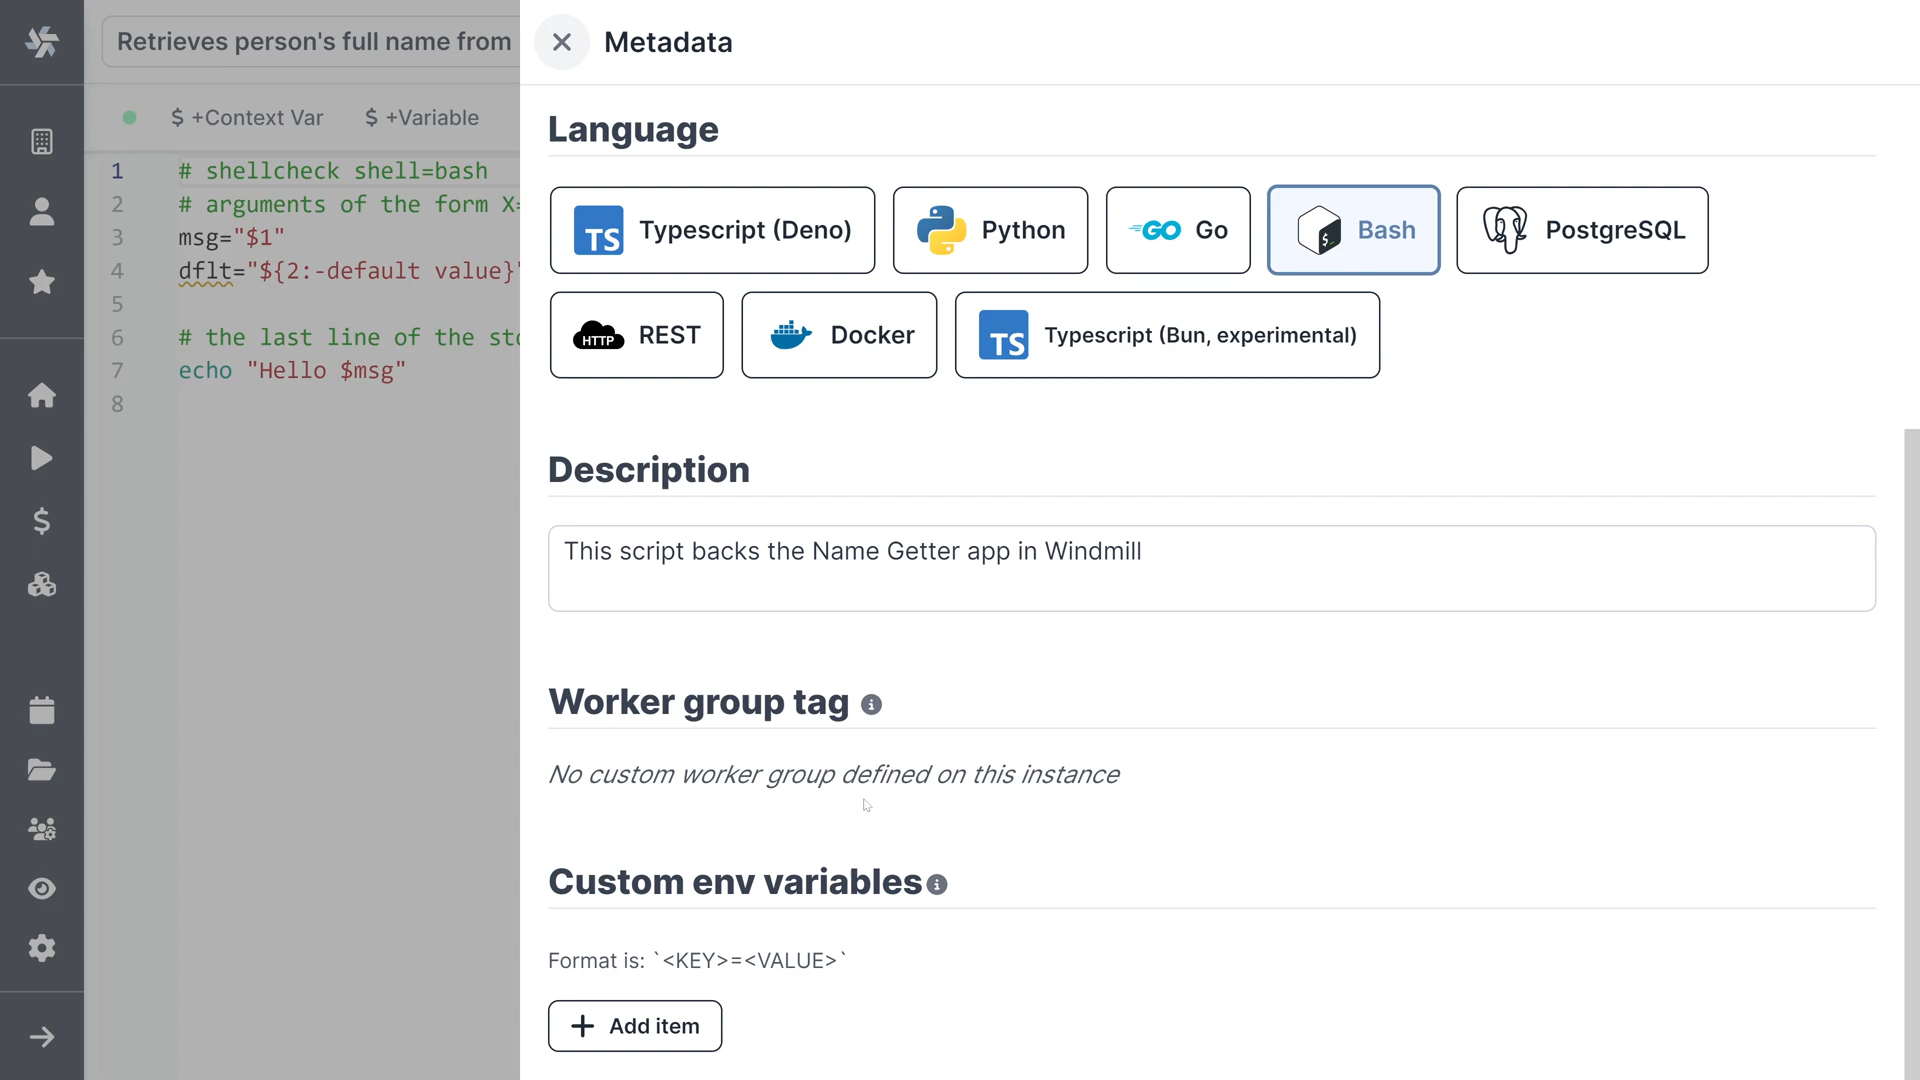 Retrieves person's full name from
Metadata
$ +Context Var
$ +Variable
1 # shellcheck shell=bash
2 # arguments of the form X=
3 msg="$1"
4 dflt="${2:-default value}"
5
6 # the last line of the std
7 echo "Hello $msg"
8
Language
TS Typescript (Deno)
Python
GO Go
Bash
PostgreSQL
HTTP REST
Docker
TS Typescript (Bun, experimental)
Description
This script backs the Name Getter app in Windmill
Worker group tag
No custom worker group defined on this instance
Custom env variables
Format is: `<KEY>=<VALUE>`
+ Add item